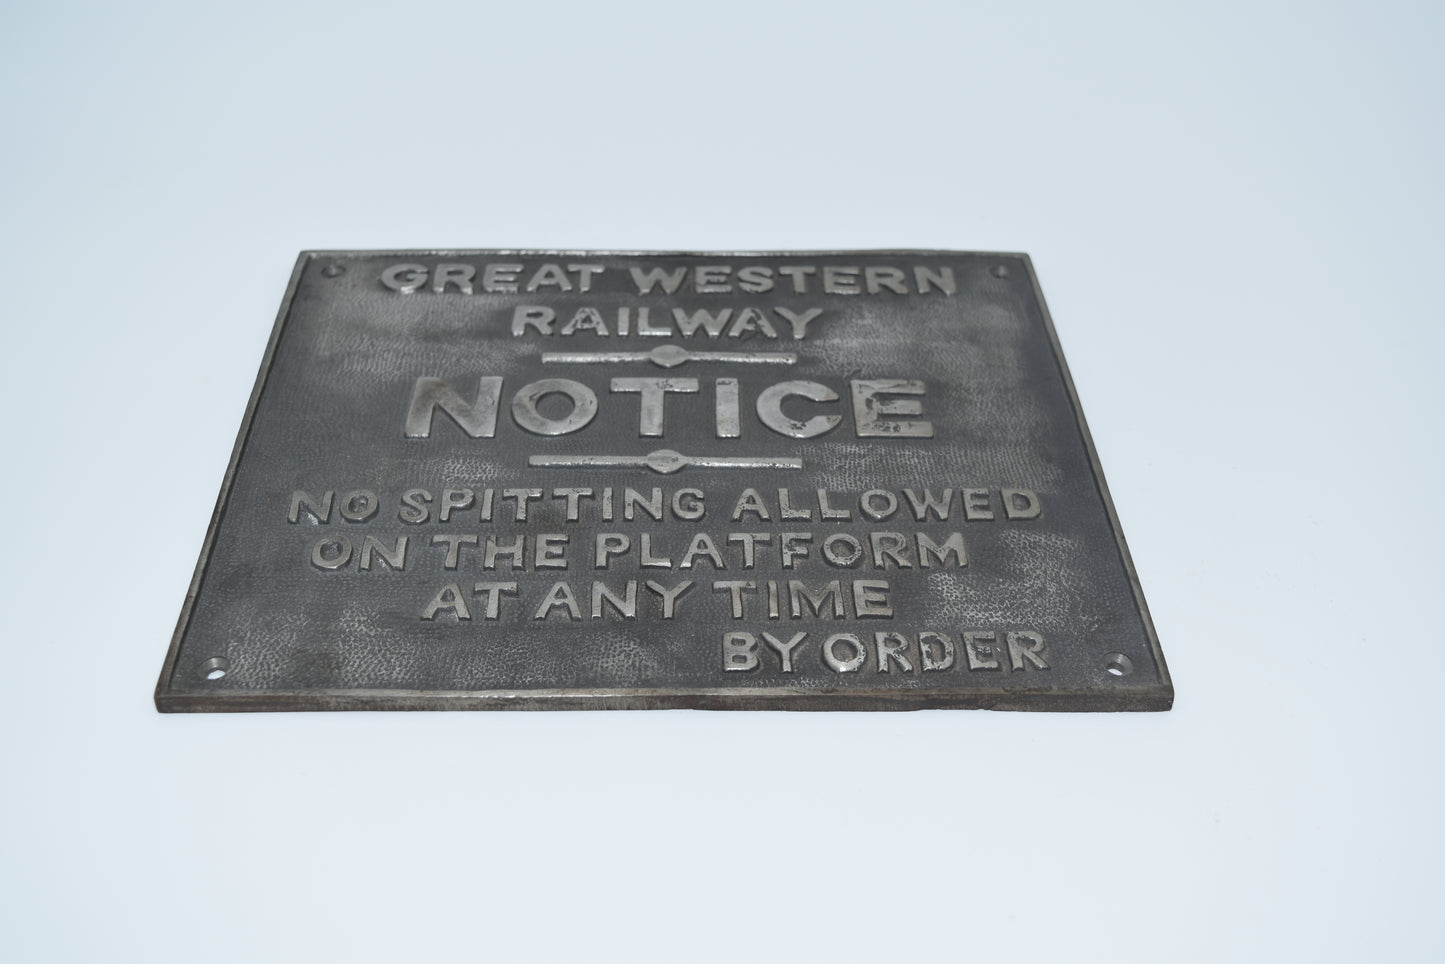 GREAT WESTERN
RAILWAY
NOTICE
NO SPITTING ALLOWED
ON THE PLATFORM
AT ANY TIME
BY ORDER